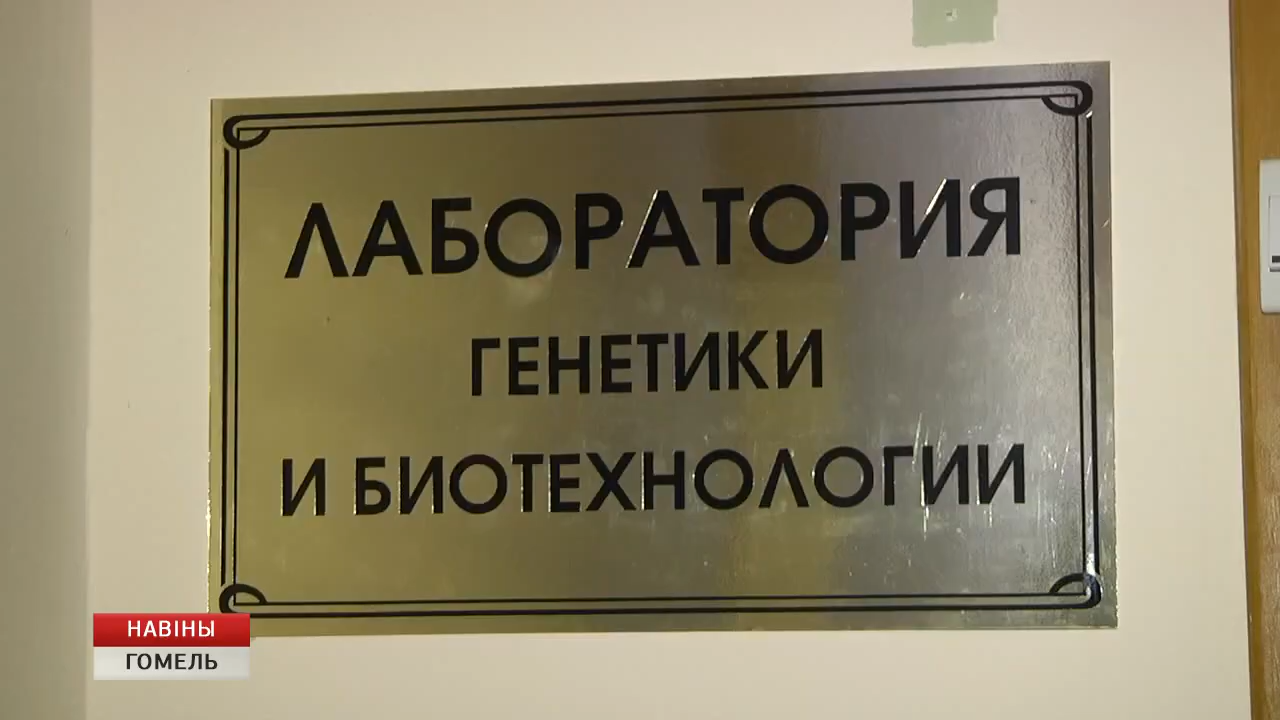 ЛАБОРАТОРИЯ
ГЕНЕТИКИ
И БИОТЕХНОЛОГИИ
НАВІНЫ
ГОМЕЛЬ